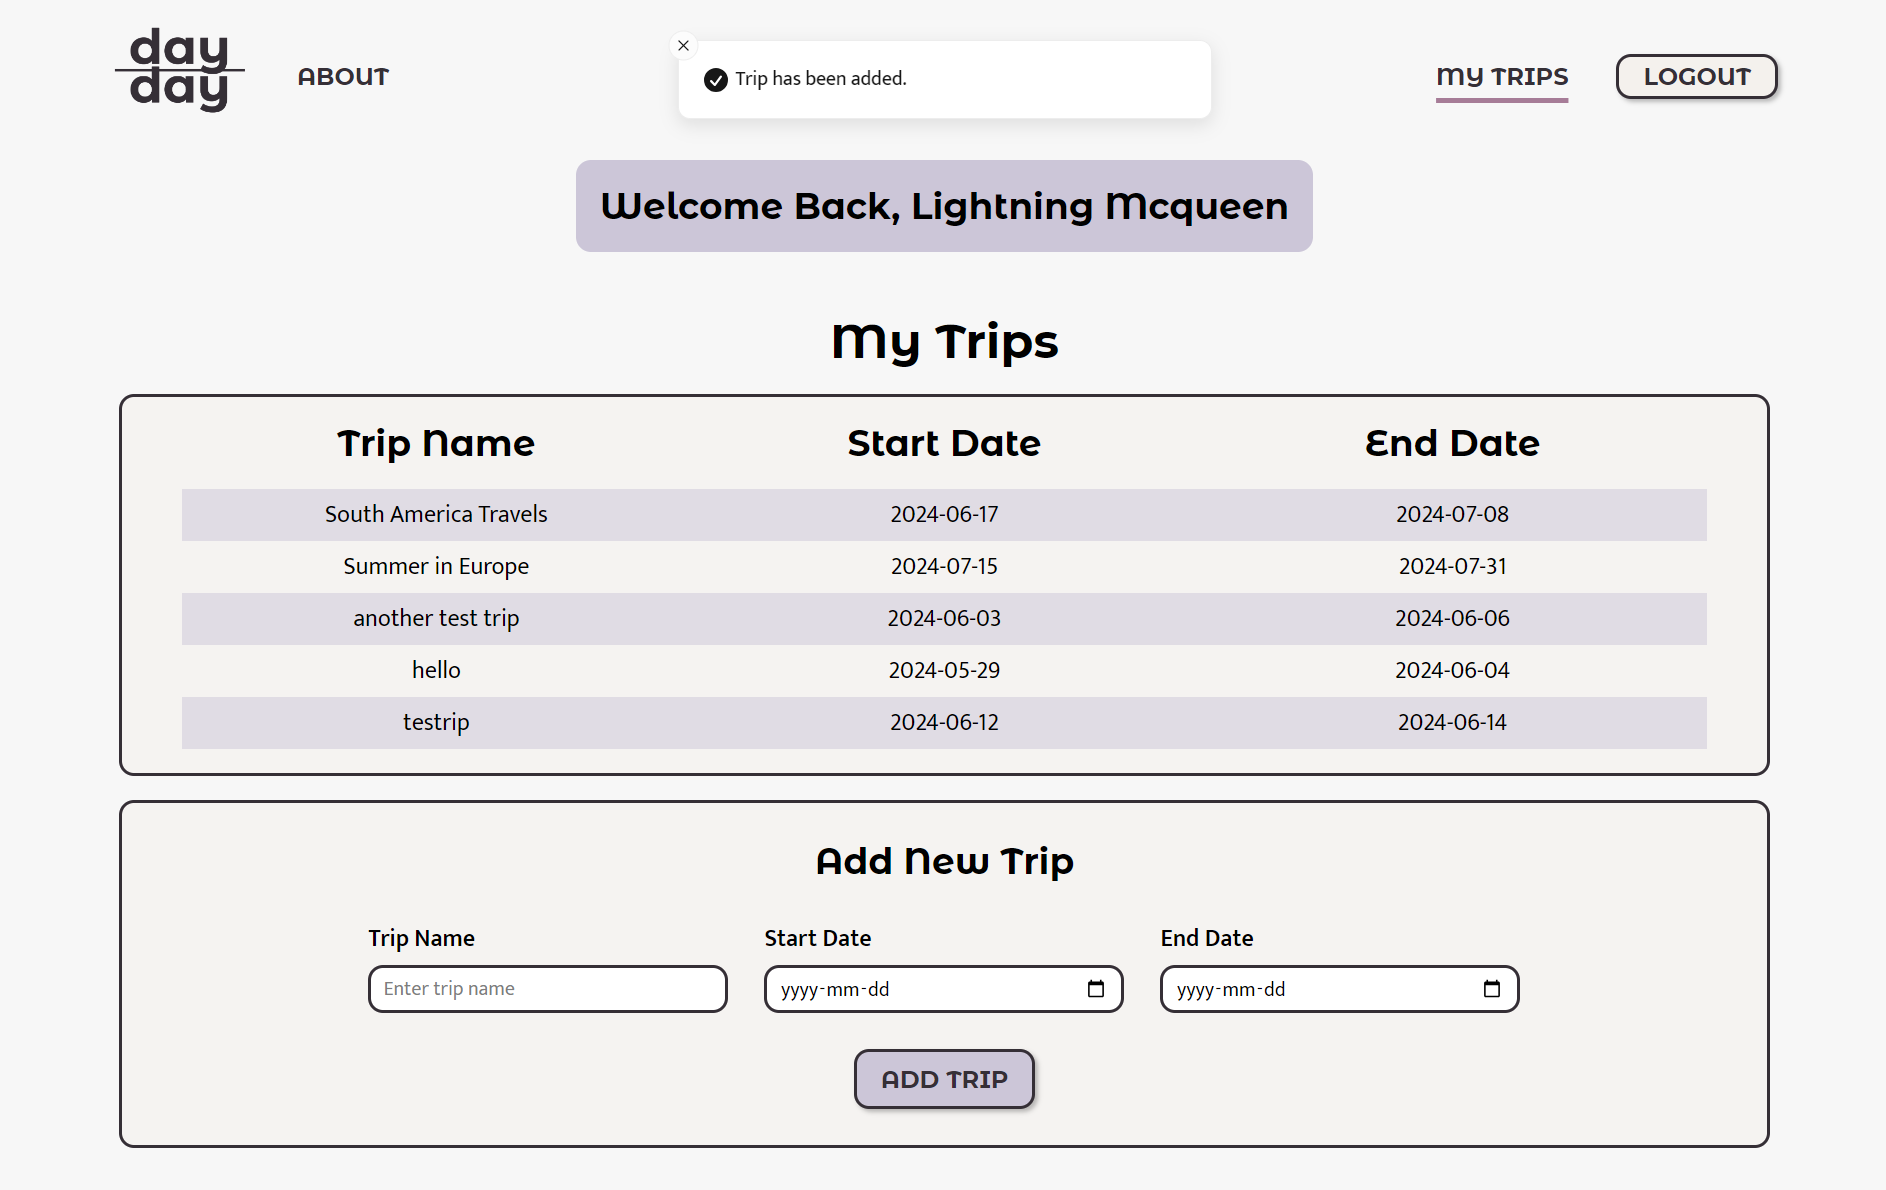 day
day
ABOUT
Trip has been added.
MY TRIPS
LOGOUT
Welcome Back, Lightning Mcqueen
My Trips
Trip Name Start Date End Date
South America Travels 2024-06-17 2024-07-08
Summer in Europe 2024-07-15 2024-07-31
another test trip 2024-06-03 2024-06-06
hello 2024-05-29 2024-06-04
testrip 2024-06-12 2024-06-14
Add New Trip
Trip Name Start Date End Date
Enter trip name yyyy-mm-dd yyyy-mm-dd
ADD TRIP